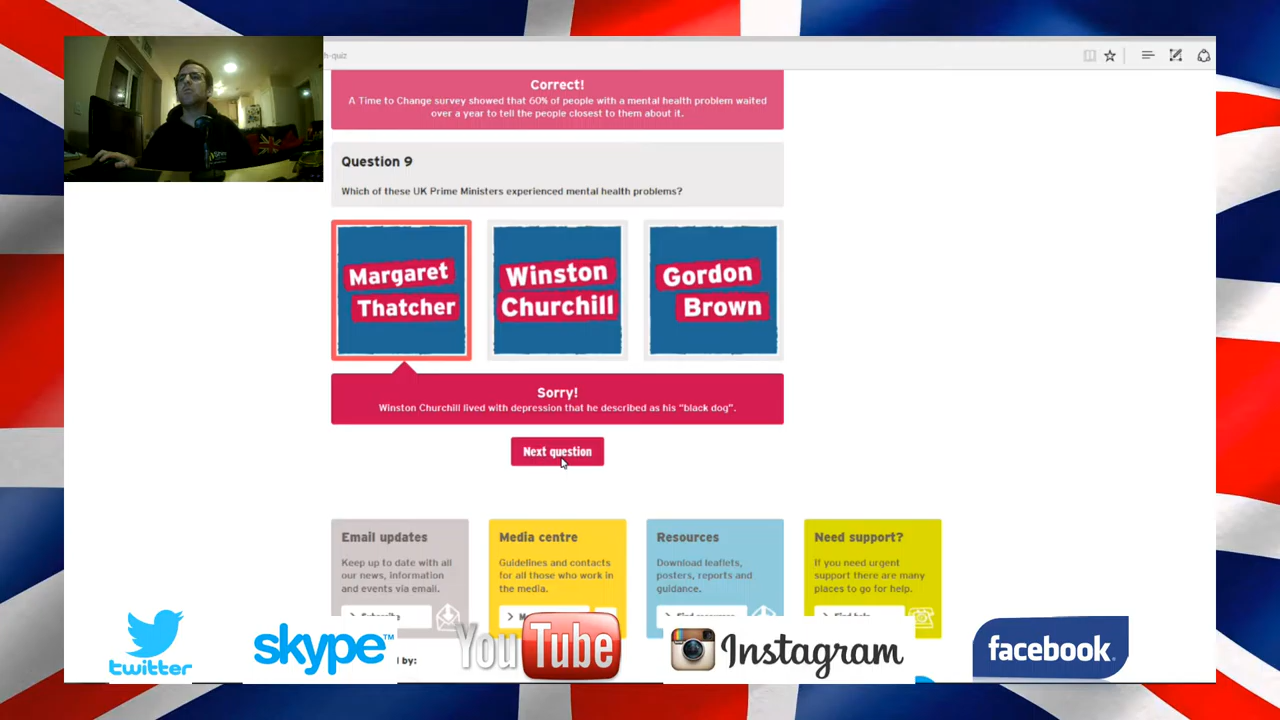 h-quiz
Correct!
A Time to Change survey showed that 60% of people with a mental health problem waited
over a year to tell the people closest to them about it.
Question 9
Which of these UK Prime Ministers experienced mental health problems?
Margaret
Thatcher
Winston
Churchill
Gordon
Brown
Sorry!
Winston Churchill lived with depression that he described as his "black dog".
Next question
Email updates
Keep up to date with all
our news, information
and events via email.
Subscribe
Media centre
Guidelines and contacts
for all those who work in
the media.
Resources
Download leaflets,
posters, reports and
guidance.
Find resources
Need support?
If you need urgent
support there are many
places to go for help.
Find help
by:
twitter
skype™
YouTube
Instagram
facebook.